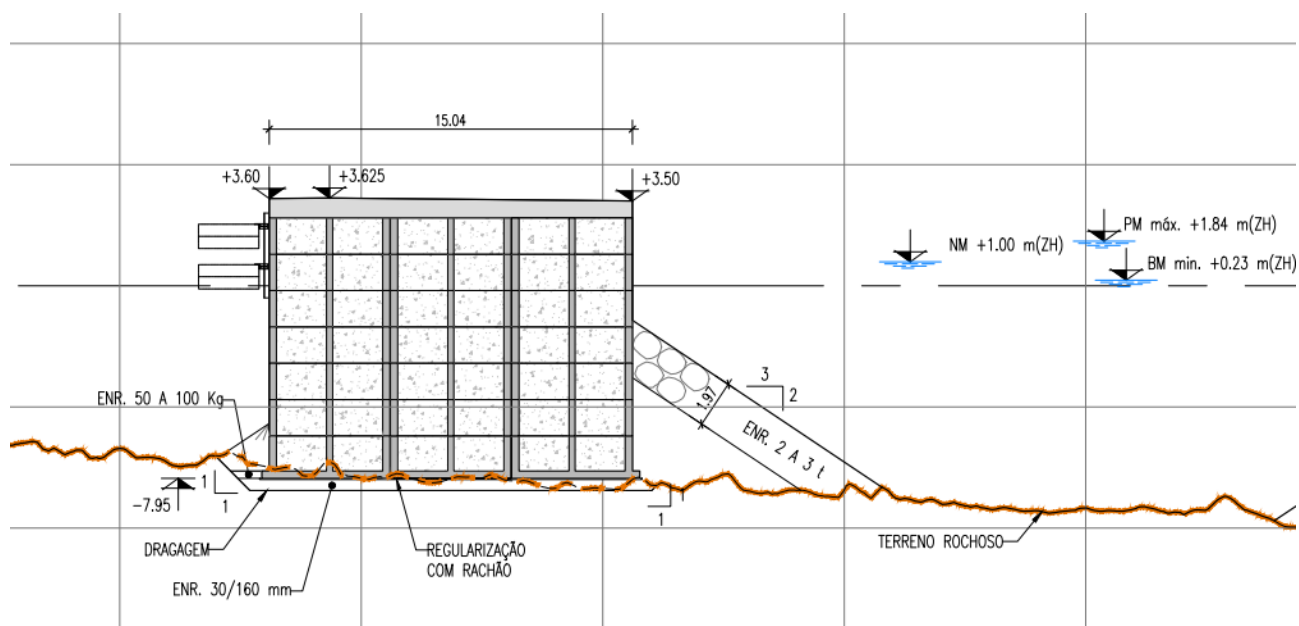 15.04
+3.60
+3.625
+3.50
PM máx. +1.84 m(ZH)
NM +1.00 m(ZH)
BM min. +0.23 m(ZH)
3
2
1.97
ENR. 50 A 100 Kg
ENR. 2 A 3 t
1
1
-7.95
1
DRAGAGEM
REGULARIZAÇÃO
COM RACHÃO
TERRENO ROCHOSO
ENR. 30/160 mm